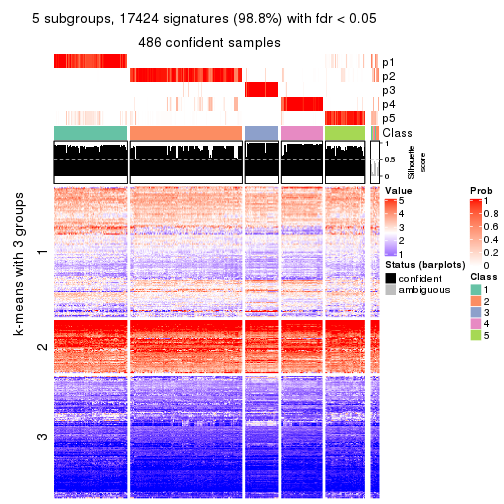 5 subgroups, 17424 signatures (98.8%) with fdr < 0.05
486 confident samples
p1
p2
p3
p4
p5
Class
1
0.5
0
Silhouette
score
k-means with 3 groups
1
2
3
Value
5
4
3
2
1
Status (barplots)
confident
ambiguous
Prob
1
0.8
0.6
0.4
0.2
0
Class
1
2
3
4
5